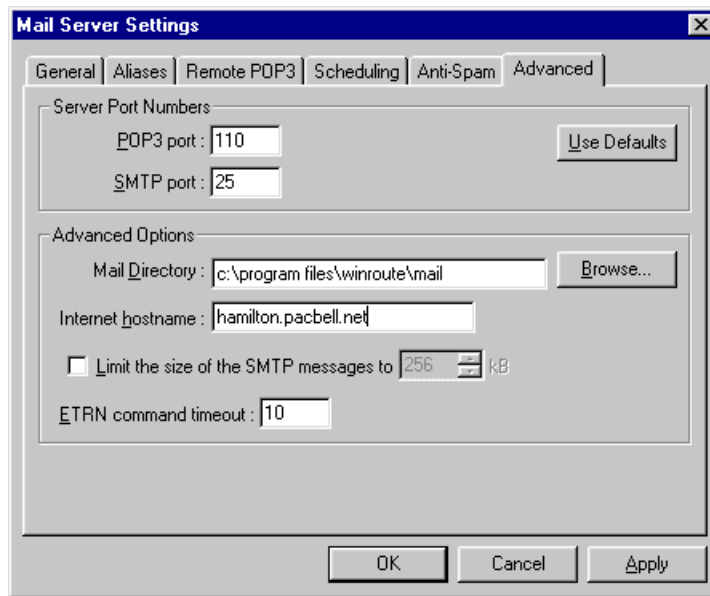 Mail Server Settings
General Aliases Remote POP3 Scheduling Anti-Spam Advanced
Server Port Numbers
POP3 port : 110
Use Defaults
SMTP port : 25
Advanced Options
Mail Directory : c:\program files\winroute\mail
Browse...
Internet hostname : hamilton.pacbell.net
Limit the size of the SMTP messages to 256 kB
ETRN command timeout : 10
OK Cancel Apply